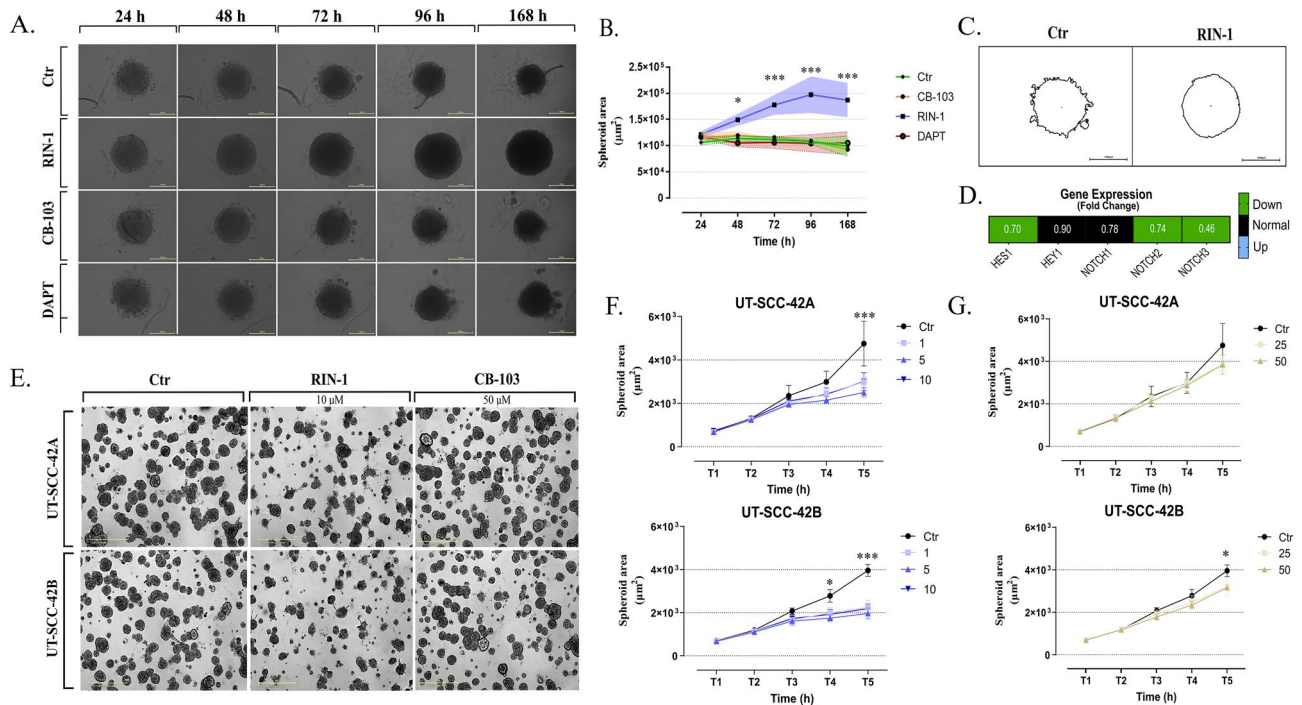 A.
24 h
48 h
72 h
96 h
168 h
Ctr
RIN-1
CB-103
DAPT
B.
Spheroid area
(µm²)
2.5×10⁵
2.0×10⁵
1.5×10⁵
1.0×10⁵
5.0×10⁴
0
*
***
***
***
24
48
72
96
168
Time (h)
Ctr
CB-103
RIN-1
DAPT
C.
Ctr
RIN-1
D.
Gene Expression
(Fold Change)
0.70
0.90
0.78
0.74
0.46
HES1
HEY1
NOTCH1
NOTCH2
NOTCH3
Down
Normal
Up
E.
Ctr
RIN-1
CB-103
10 µM
50 µM
UT-SCC-42A
UT-SCC-42B
F.
UT-SCC-42A
Spheroid area
(µm²)
6×10³
4×10³
2×10³
0
***
T1
T2
T3
T4
T5
Time (h)
Ctr
1
5
10
UT-SCC-42B
Spheroid area
(µm²)
6×10³
4×10³
2×10³
0
*
***
T1
T2
T3
T4
T5
Time (h)
Ctr
1
5
10
G.
UT-SCC-42A
Spheroid area
(µm²)
6×10³
4×10³
2×10³
0
T1
T2
T3
T4
T5
Time (h)
Ctr
25
50
UT-SCC-42B
Spheroid area
(µm²)
6×10³
4×10³
2×10³
0
*
T1
T2
T3
T4
T5
Time (h)
Ctr
25
50